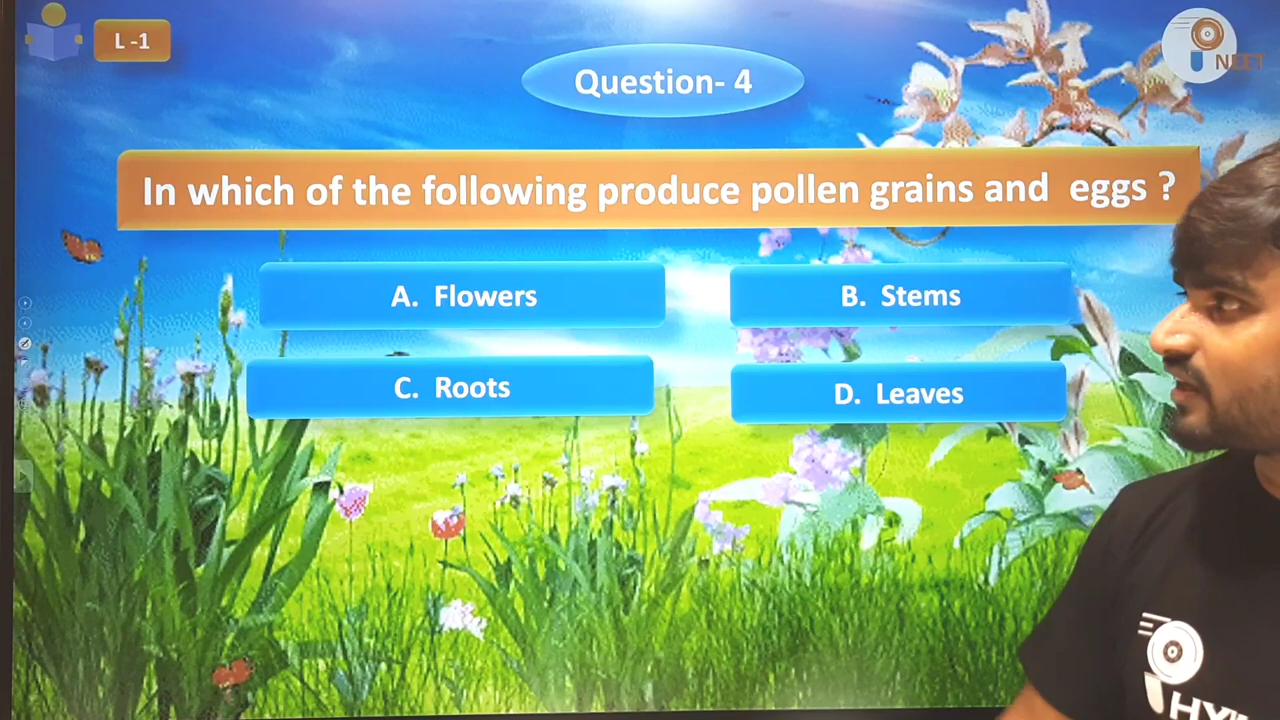 L -1
NEET
Question- 4
In which of the following produce pollen grains and eggs ?
A. Flowers
B. Stems
C. Roots
D. Leaves